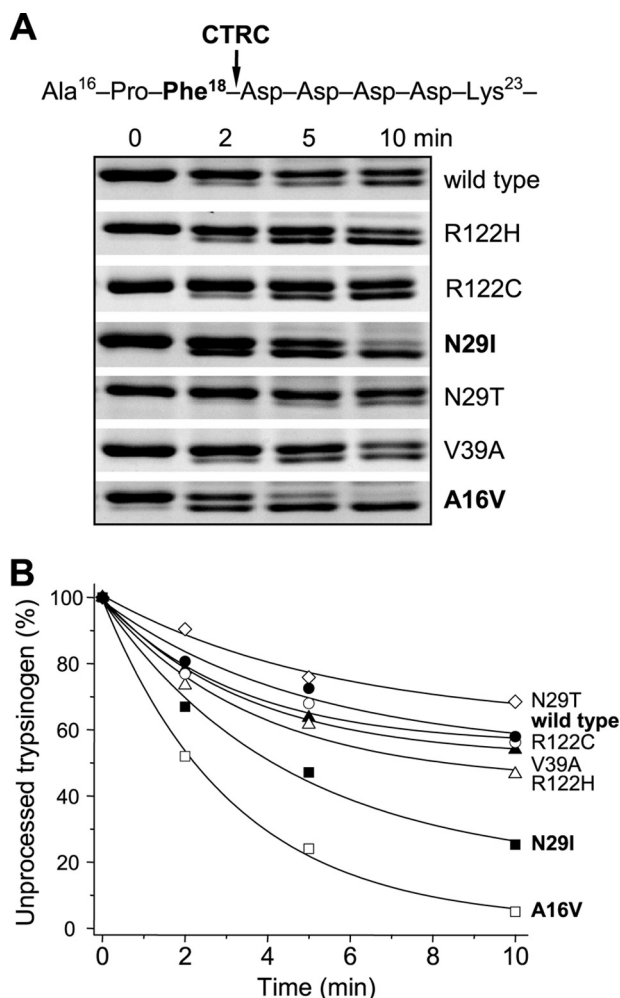 A
CTRC
Ala16–Pro–Phe18–Asp–Asp–Asp–Asp–Lys23–
0 2 5 10 min
wild type
R122H
R122C
N29I
N29T
V39A
A16V
B
Unprocessed trypsinogen (%)
100
80
60
40
20
0
N29T
wild type
R122C
V39A
R122H
N29I
A16V
0 2 4 6 8 10
Time (min)